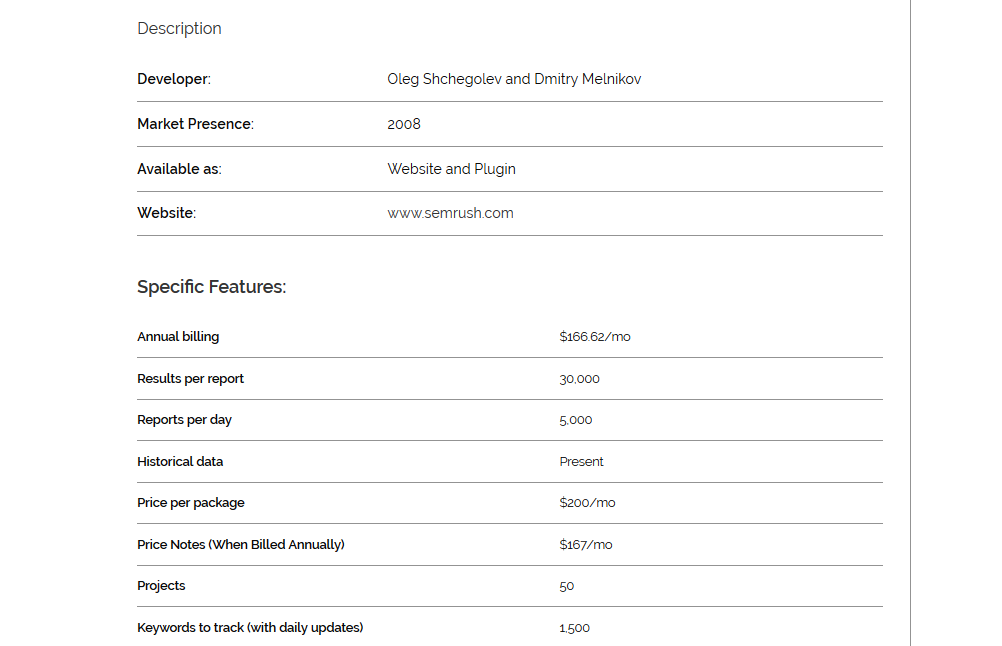 Description
Developer: Oleg Shchegolev and Dmitry Melnikov
Market Presence: 2008
Available as: Website and Plugin
Website: www.semrush.com
Specific Features:
Annual billing $166.62/mo
Results per report 30,000
Reports per day 5,000
Historical data Present
Price per package $200/mo
Price Notes (When Billed Annually) $167/mo
Projects 50
Keywords to track (with daily updates) 1,500